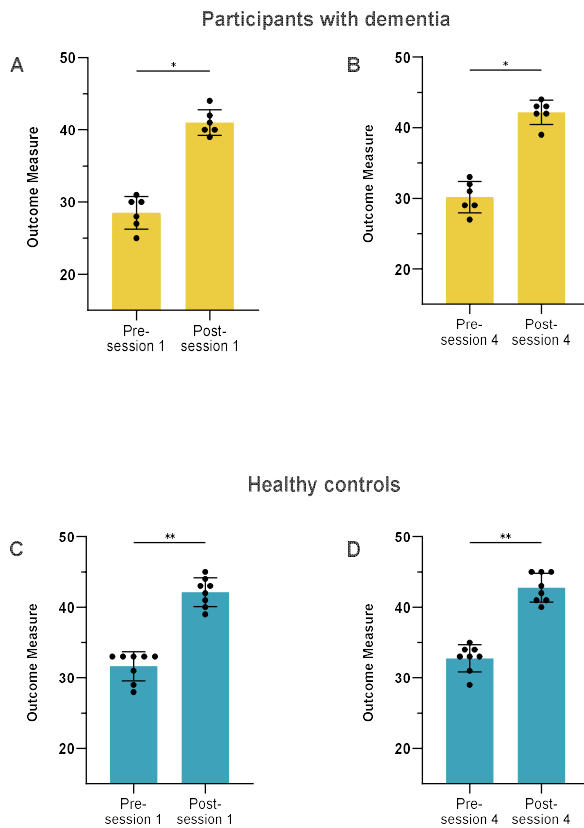 Participants with dementia
A
B
*
*
50
40
30
20
Outcome Measure
Pre-
session 1
Post-
session 1
50
40
30
20
Outcome Measure
Pre-
session 4
Post-
session 4
Healthy controls
C
D
**
**
50
40
30
20
Outcome Measure
Pre-
session 1
Post-
session 1
50
40
30
20
Outcome Measure
Pre-
session 4
Post-
session 4